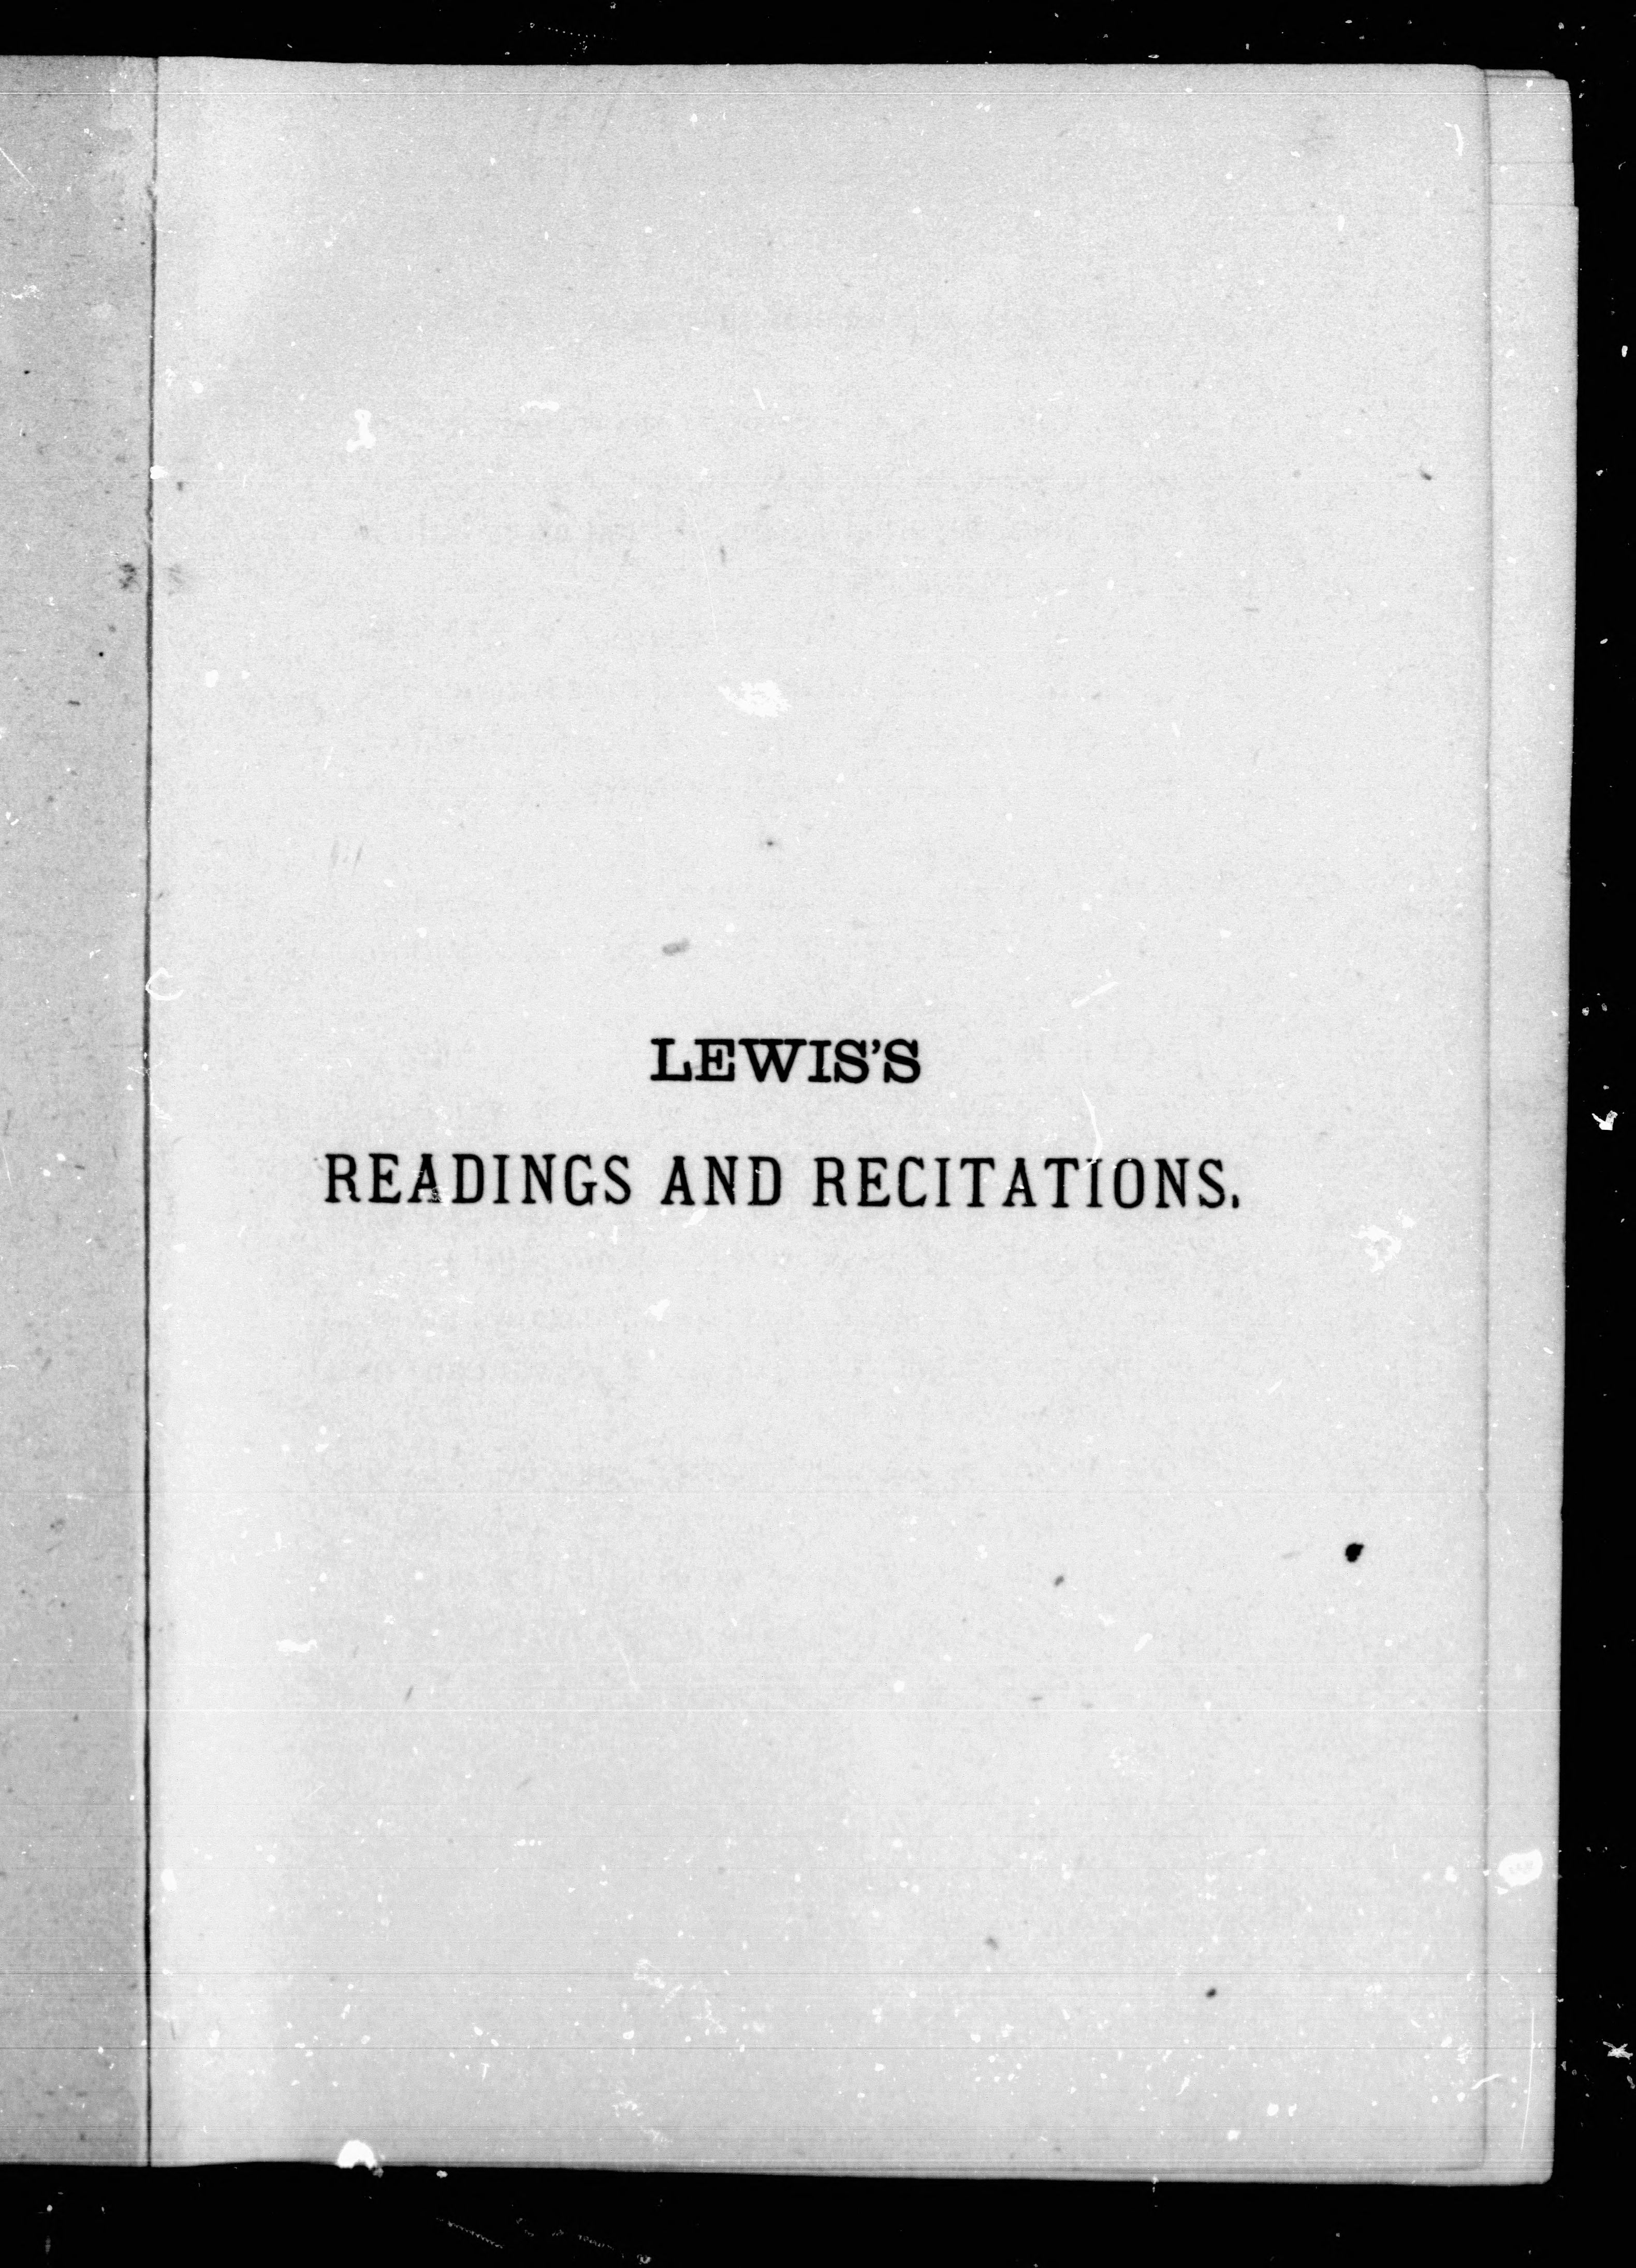 LEWIS'S
READINGS AND RECITATIONS.